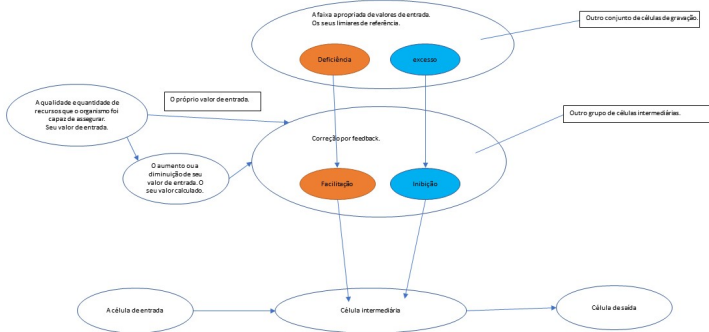 A faixa apropriada de valores de entrada.
Os seus limiares de referência.
Outro conjunto de células de gravação.
Deficiência
excesso
A qualidade e quantidade de
recursos que o organismo foi
capaz de assegurar.
Seu valor de entrada.
O próprio valor de entrada.
Outro grupo de células intermediárias.
Correção por feedback.
O aumento ou a
diminuição de seu
valor de entrada. O
seu valor calculado.
Facilitação
Inibição
A célula de entrada
Célula intermediária
Célula de saída